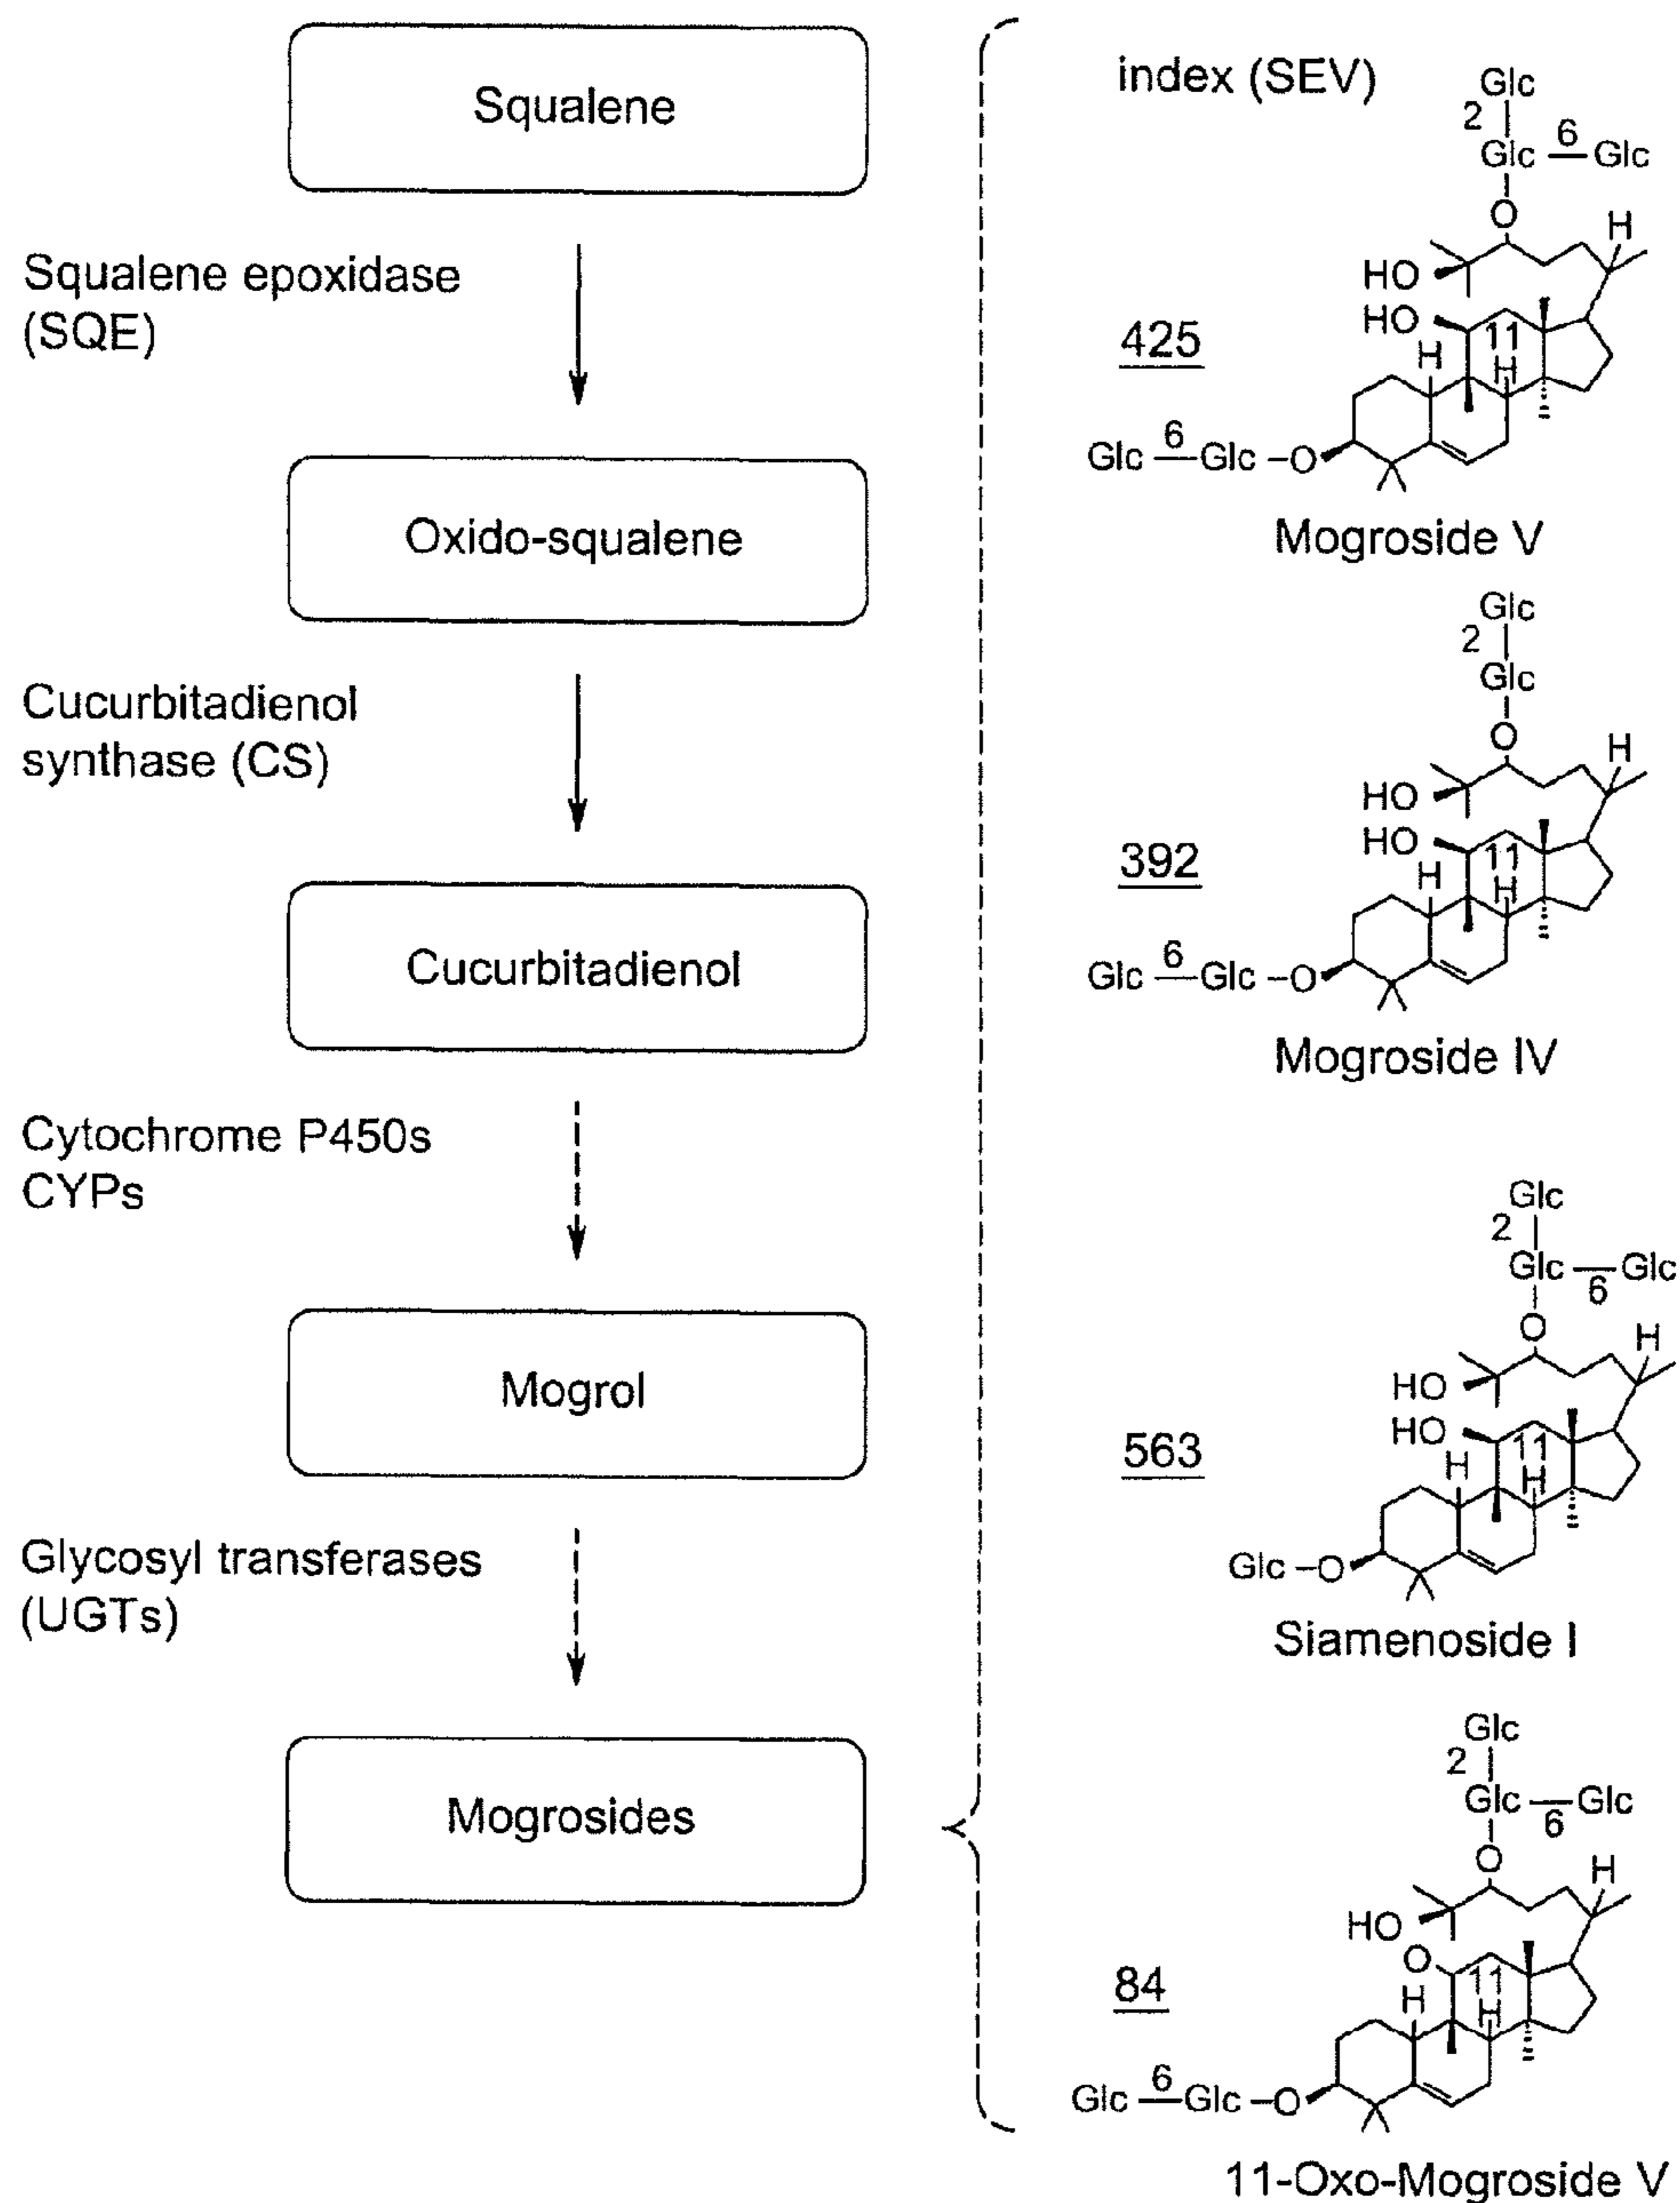 Squalene
Squalene epoxidase
(SQE)
Oxido-squalene
Cucurbitadienol
synthase (CS)
Cucurbitadienol
Cytochrome P450s
CYPs
Mogrol
Glycosyl transferases
(UGTs)
Mogrosides
index (SEV)
Glc
2
6
Glc Glc
O
H
HO
HO 11
425
H H
6
Glc Glc O
Mogroside V
Glc
2
Glc
O
H
HO
HO 11
392
H H
6
Glc Glc O
Mogroside IV
Glc
2
Glc Glc
6
O
H
HO
HO 11
563
H H
Glc O
Siamenoside I
Glc
2
Glc Glc
6
O
H
HO
O 11
84
H H
6
Glc Glc O
11-Oxo-Mogroside V